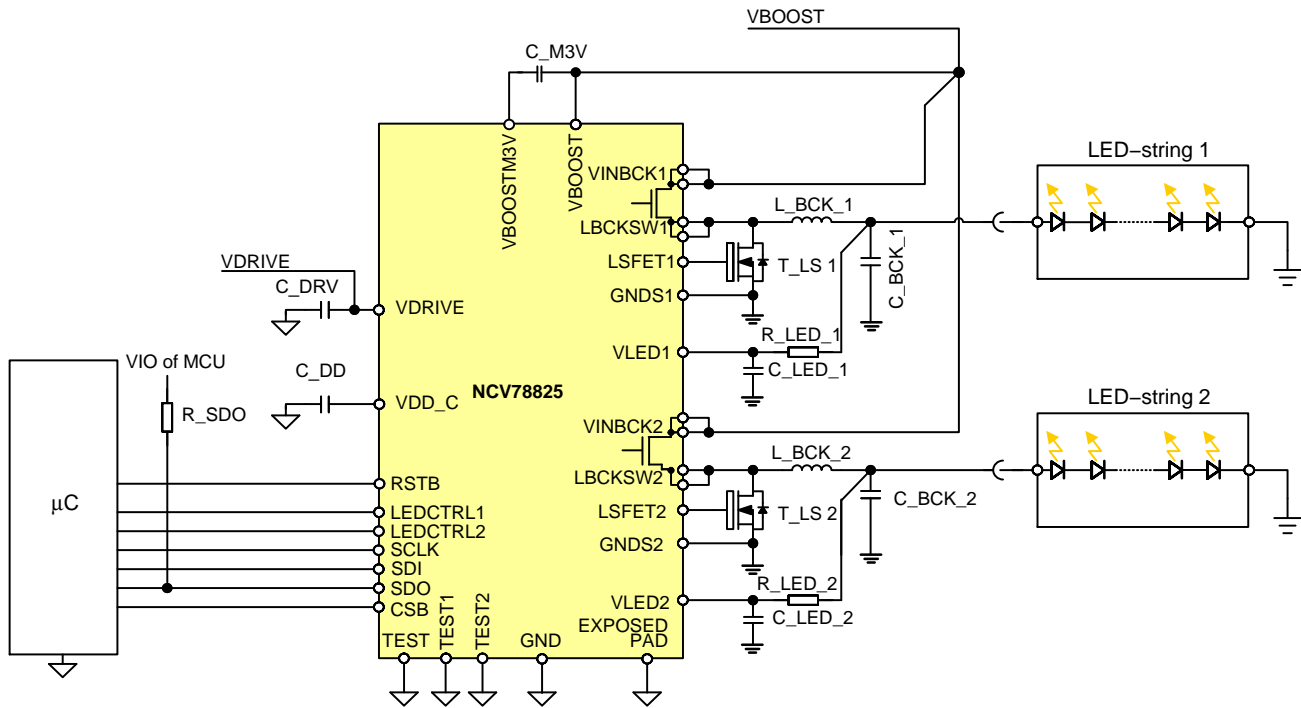 VBOOST
C_M3V
VBOOSTM3V
VBOOST
VINBCK1
LBCKSW1
LSFET1
GNDS1
VLED1
L_BCK_1
T_LS 1
C_BCK_1
R_LED_1
C_LED_1
LED–string 1
VDRIVE
C_DRV
VDRIVE
VIO of MCU
C_DD
VDD_C
R_SDO
NCV78825
VINBCK2
LBCKSW2
LSFET2
GNDS2
VLED2
L_BCK_2
T_LS 2
C_BCK_2
R_LED_2
C_LED_2
LED–string 2
μC
RSTB
LEDCTRL1
LEDCTRL2
SCLK
SDI
SDO
CSB
TEST
TEST1
TEST2
GND
EXPOSED
PAD